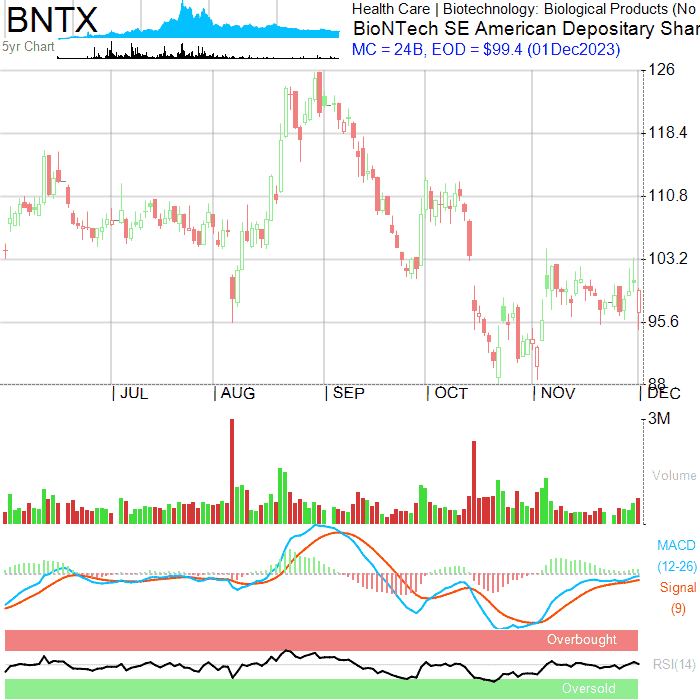 BNTX
5yr Chart
Health Care | Biotechnology: Biological Products (No
BioNTech SE American Depositary Shar
MC = 24B, EOD = $99.4 (01Dec2023)
126
118.4
110.8
103.2
95.6
88
| JUL | AUG | SEP | OCT | NOV | DEC
3M
Volume
MACD
(12-26)
Signal
(9)
Overbought
RSI(14)
Oversold